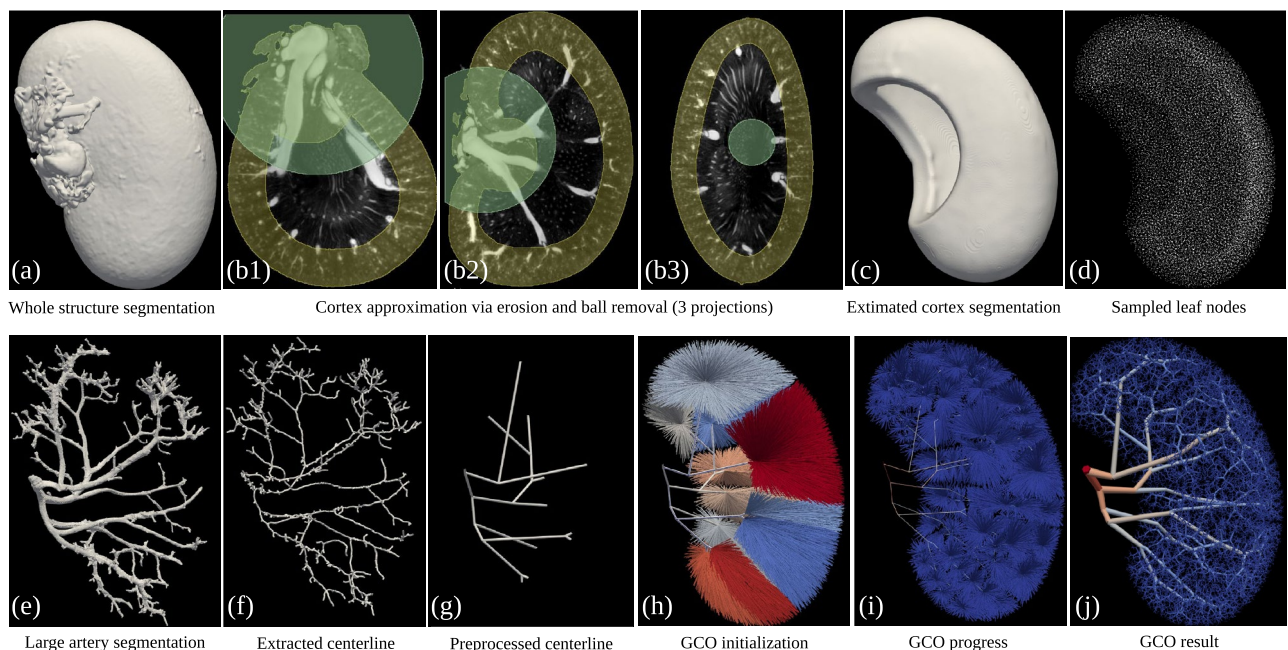 (a)
(b1)
(b2)
(b3)
(c)
(d)
Whole structure segmentation
Cortex approximation via erosion and ball removal (3 projections)
Extimated cortex segmentation
Sampled leaf nodes
(e)
(f)
(g)
(h)
(i)
(j)
Large artery segmentation
Extracted centerline
Preprocessed centerline
GCO initialization
GCO progress
GCO result